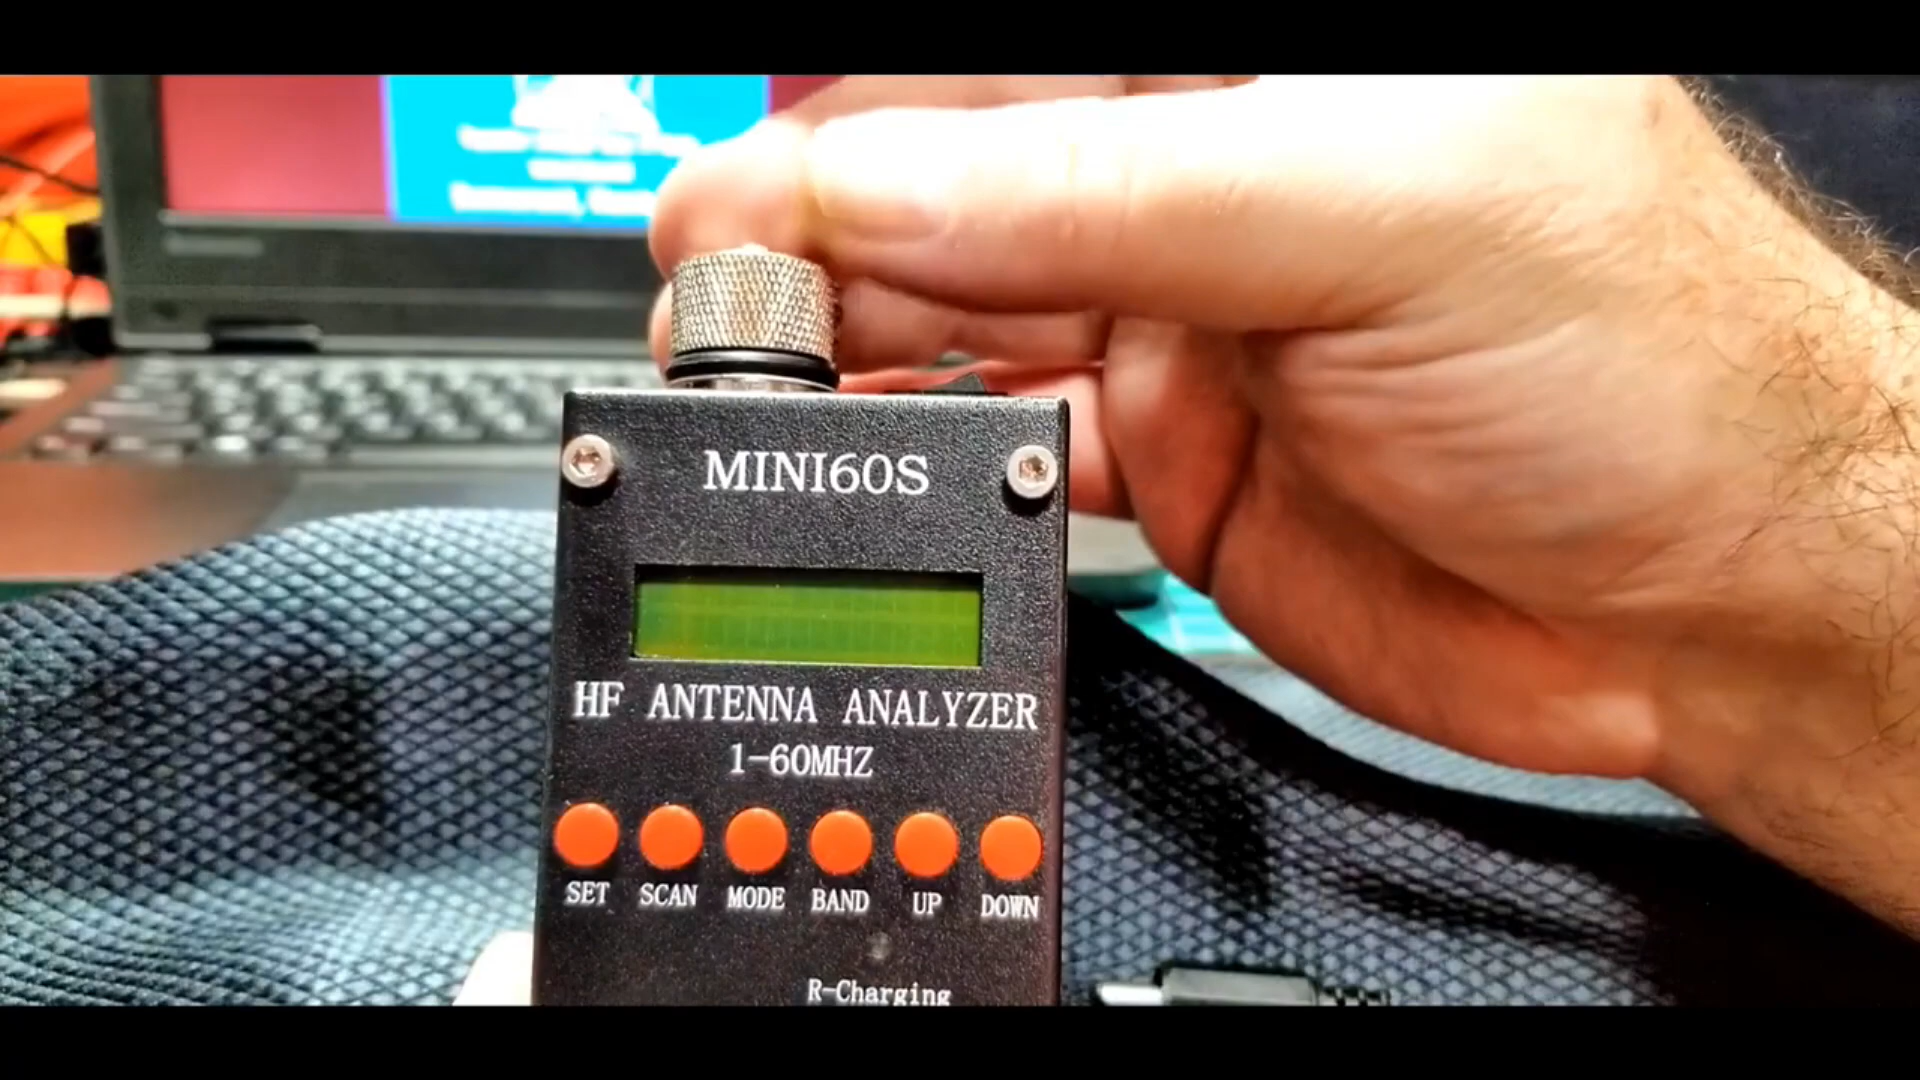 MINI60S
HF ANTENNA ANALYZER
1-60MHZ
SET SCAN MODE BAND UP DOWN
R-Charging